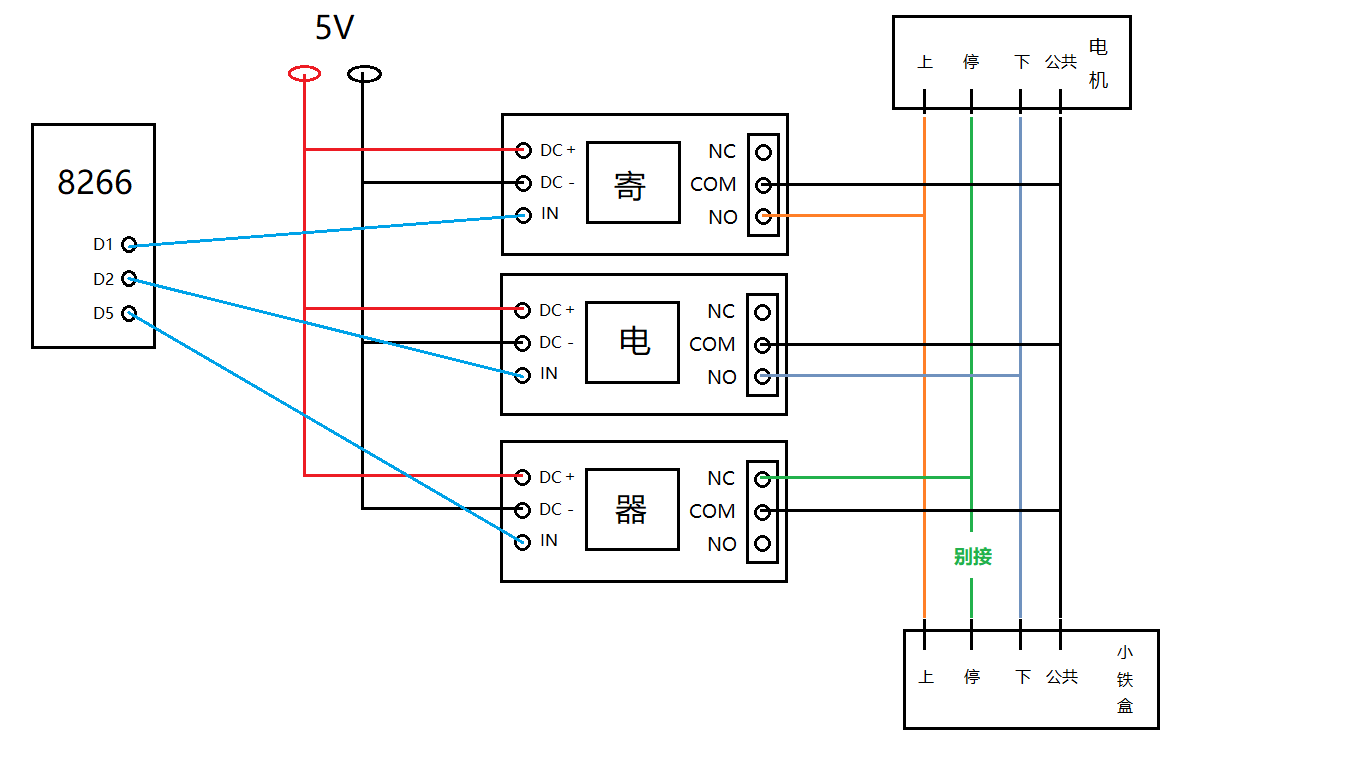 5V
8266
D1
D2
D5
DC +
DC -
IN
寄
NC
COM
NO
DC +
DC -
IN
电
NC
COM
NO
DC +
DC -
IN
器
NC
COM
NO
上 停 下 公共
电
机
别接
上 停 下 公共
小
铁
盒